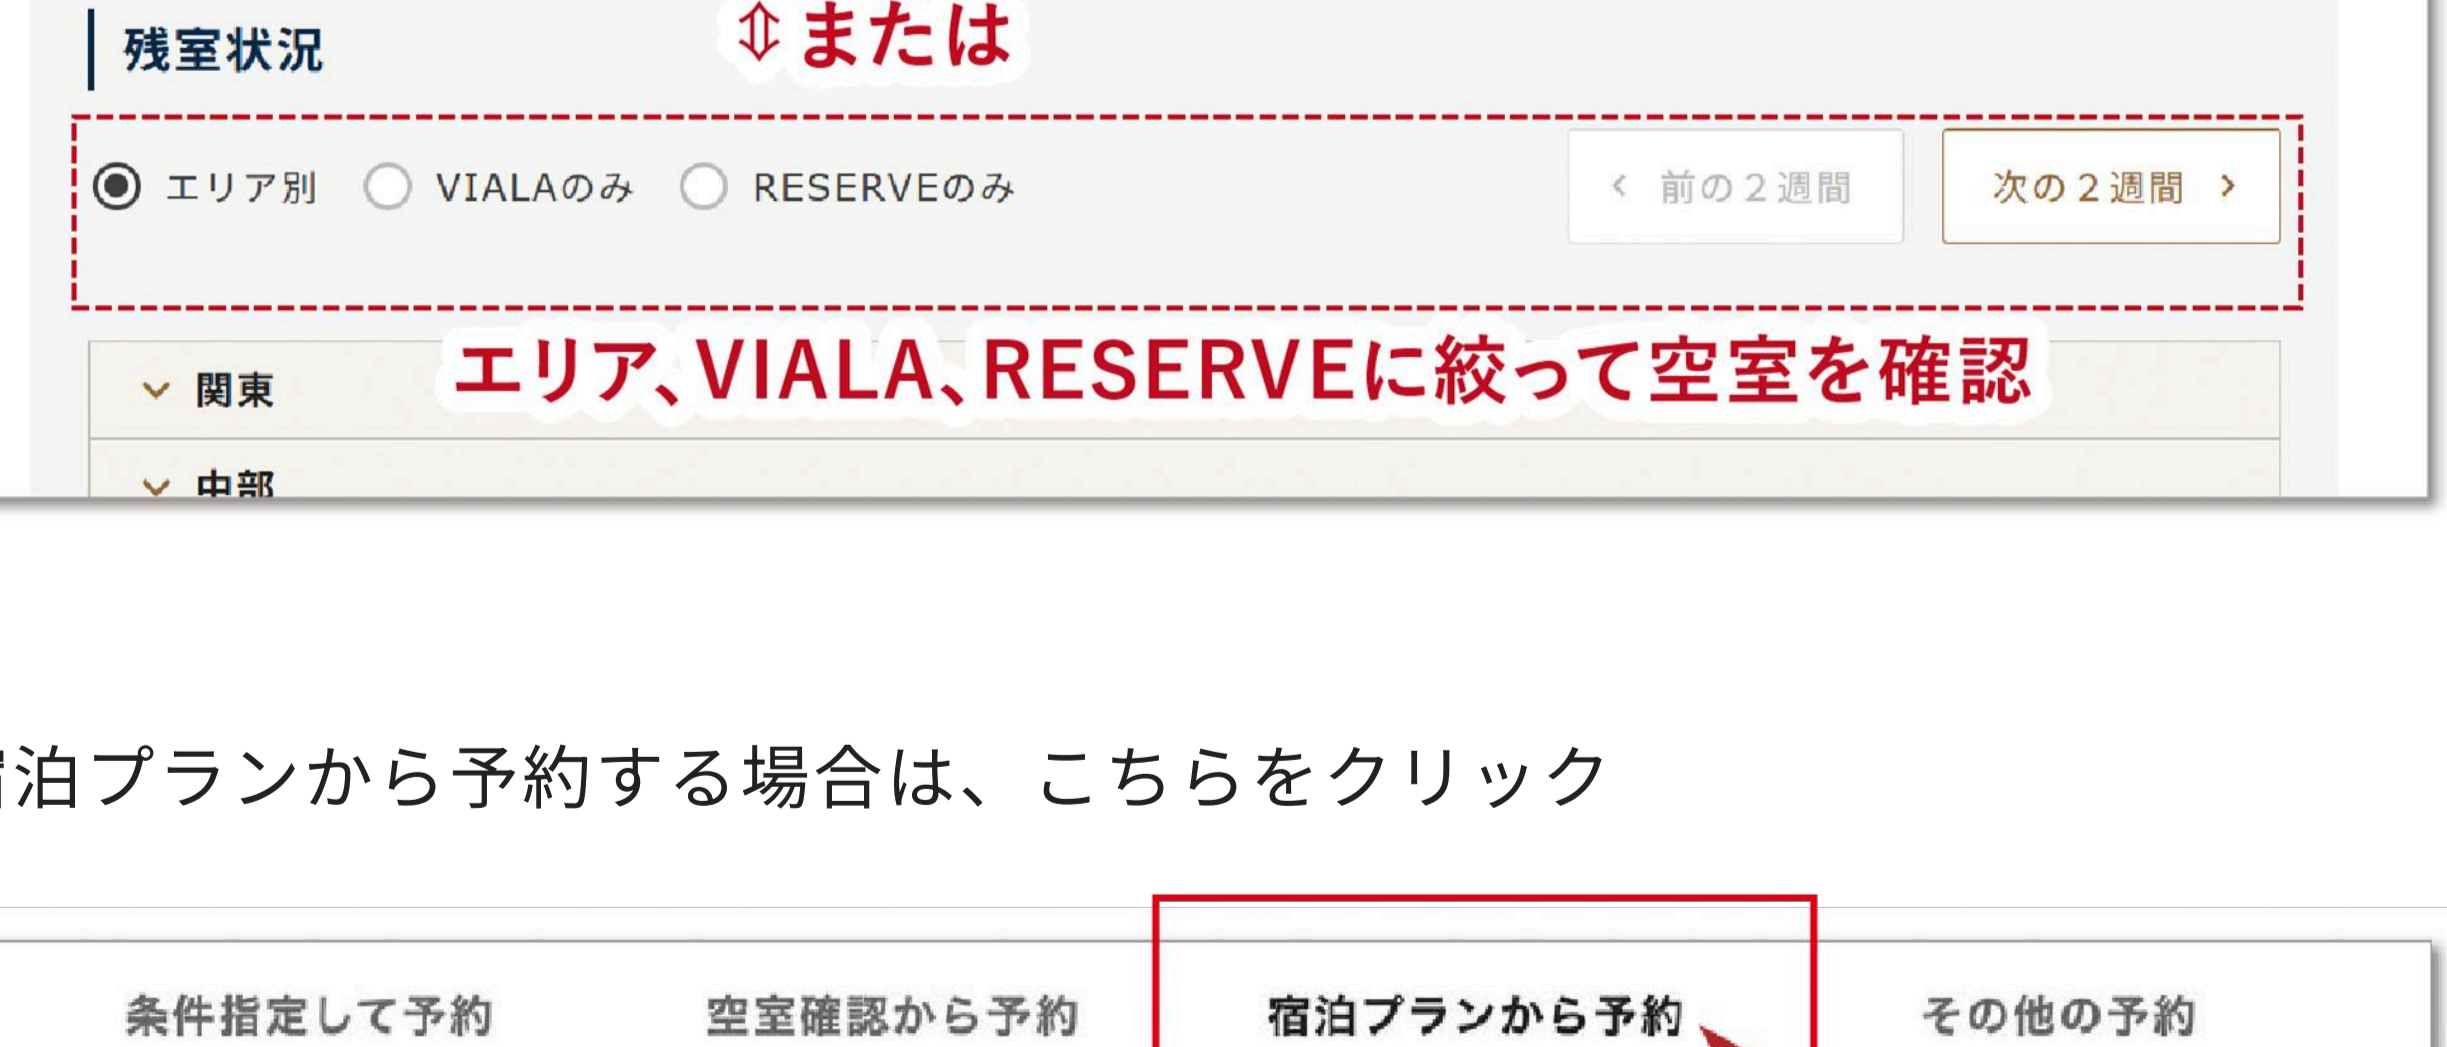 ⇕または
残室状況
エリア別 VIALAのみ RESERVEのみ ‹ 前の２週間 次の２週間 ›
エリア、VIALA、RESERVEに絞って空室を確認
関東
中部
泊プランから予約する場合は、こちらをクリック
条件指定して予約 空室確認から予約 宿泊プランから予約 その他の予約